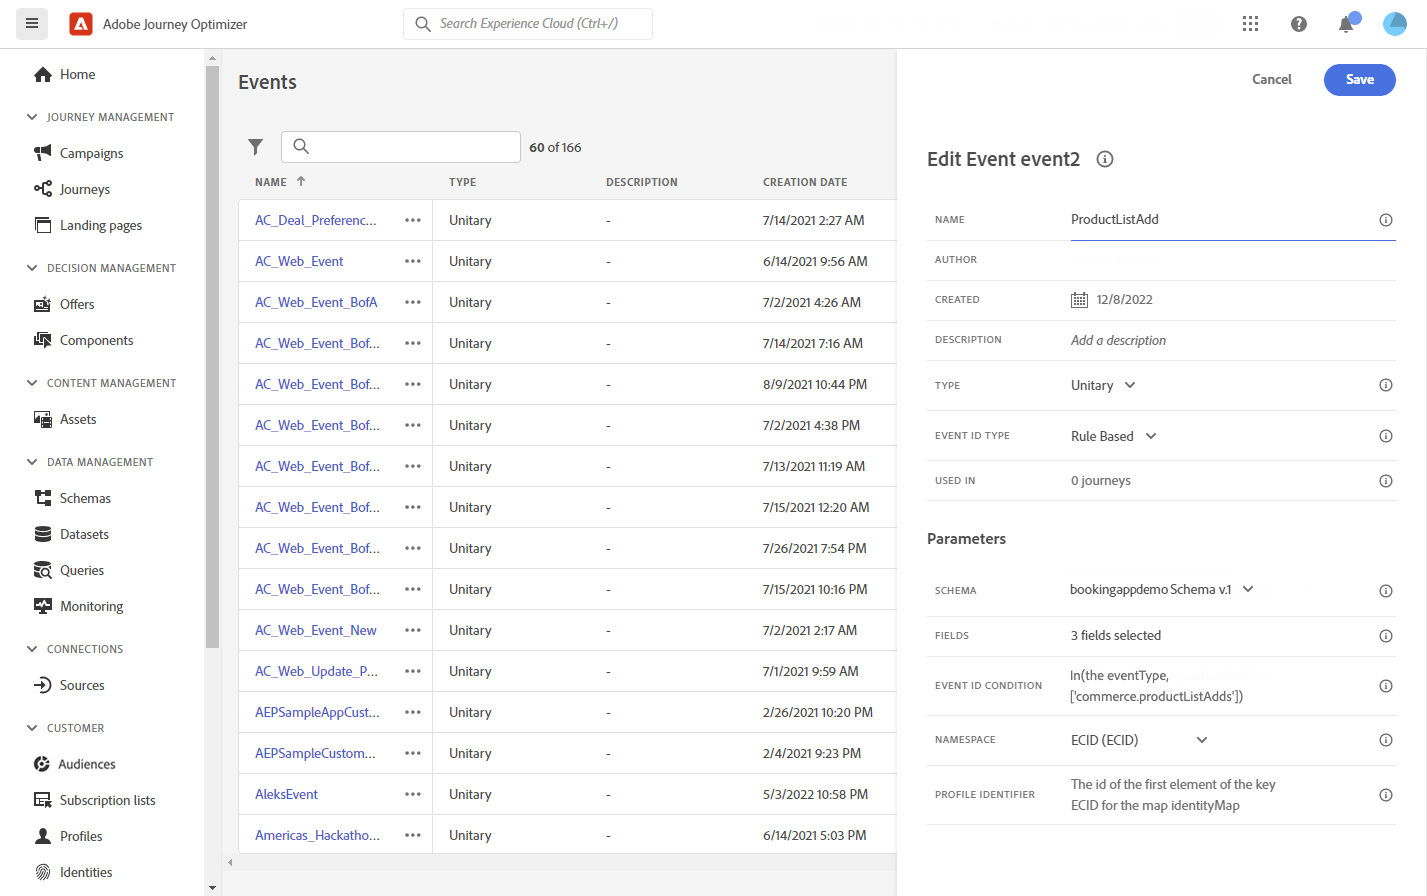 Adobe Journey Optimizer
Search Experience Cloud (Ctrl+/)
Home
JOURNEY MANAGEMENT
Campaigns
Journeys
Landing pages
DECISION MANAGEMENT
Offers
Components
CONTENT MANAGEMENT
Assets
DATA MANAGEMENT
Schemas
Datasets
Queries
Monitoring
CONNECTIONS
Sources
CUSTOMER
Audiences
Subscription lists
Profiles
Identities
Events
60 of 166
NAME TYPE DESCRIPTION CREATION DATE
AC_Deal_Preferenc... Unitary - 7/14/2021 2:27 AM
AC_Web_Event Unitary - 6/14/2021 9:56 AM
AC_Web_Event_BofA Unitary - 7/2/2021 4:26 AM
AC_Web_Event_Bof... Unitary - 7/14/2021 7:16 AM
AC_Web_Event_Bof... Unitary - 8/9/2021 10:44 PM
AC_Web_Event_Bof... Unitary - 7/2/2021 4:38 PM
AC_Web_Event_Bof... Unitary - 7/13/2021 11:19 AM
AC_Web_Event_Bof... Unitary - 7/15/2021 12:20 AM
AC_Web_Event_Bof... Unitary - 7/26/2021 7:54 PM
AC_Web_Event_Bof... Unitary - 7/15/2021 10:16 PM
AC_Web_Event_New Unitary - 7/2/2021 2:17 AM
AC_Web_Update_P... Unitary - 7/1/2021 9:59 AM
AEPSampleAppCust... Unitary - 2/26/2021 10:20 PM
AEPSampleCustom... Unitary - 2/4/2021 9:23 PM
AleksEvent Unitary - 5/3/2022 10:58 PM
Americas_Hackatho... Unitary - 6/14/2021 5:03 PM
Cancel Save
Edit Event event2
NAME ProductListAdd
AUTHOR
CREATED 12/8/2022
DESCRIPTION Add a description
TYPE Unitary
EVENT ID TYPE Rule Based
USED IN 0 journeys
Parameters
SCHEMA bookingappdemo Schema v.1
FIELDS 3 fields selected
EVENT ID CONDITION In(the eventType,
['commerce.productListAdds'])
NAMESPACE ECID (ECID)
PROFILE IDENTIFIER The id of the first element of the key
ECID for the map identityMap